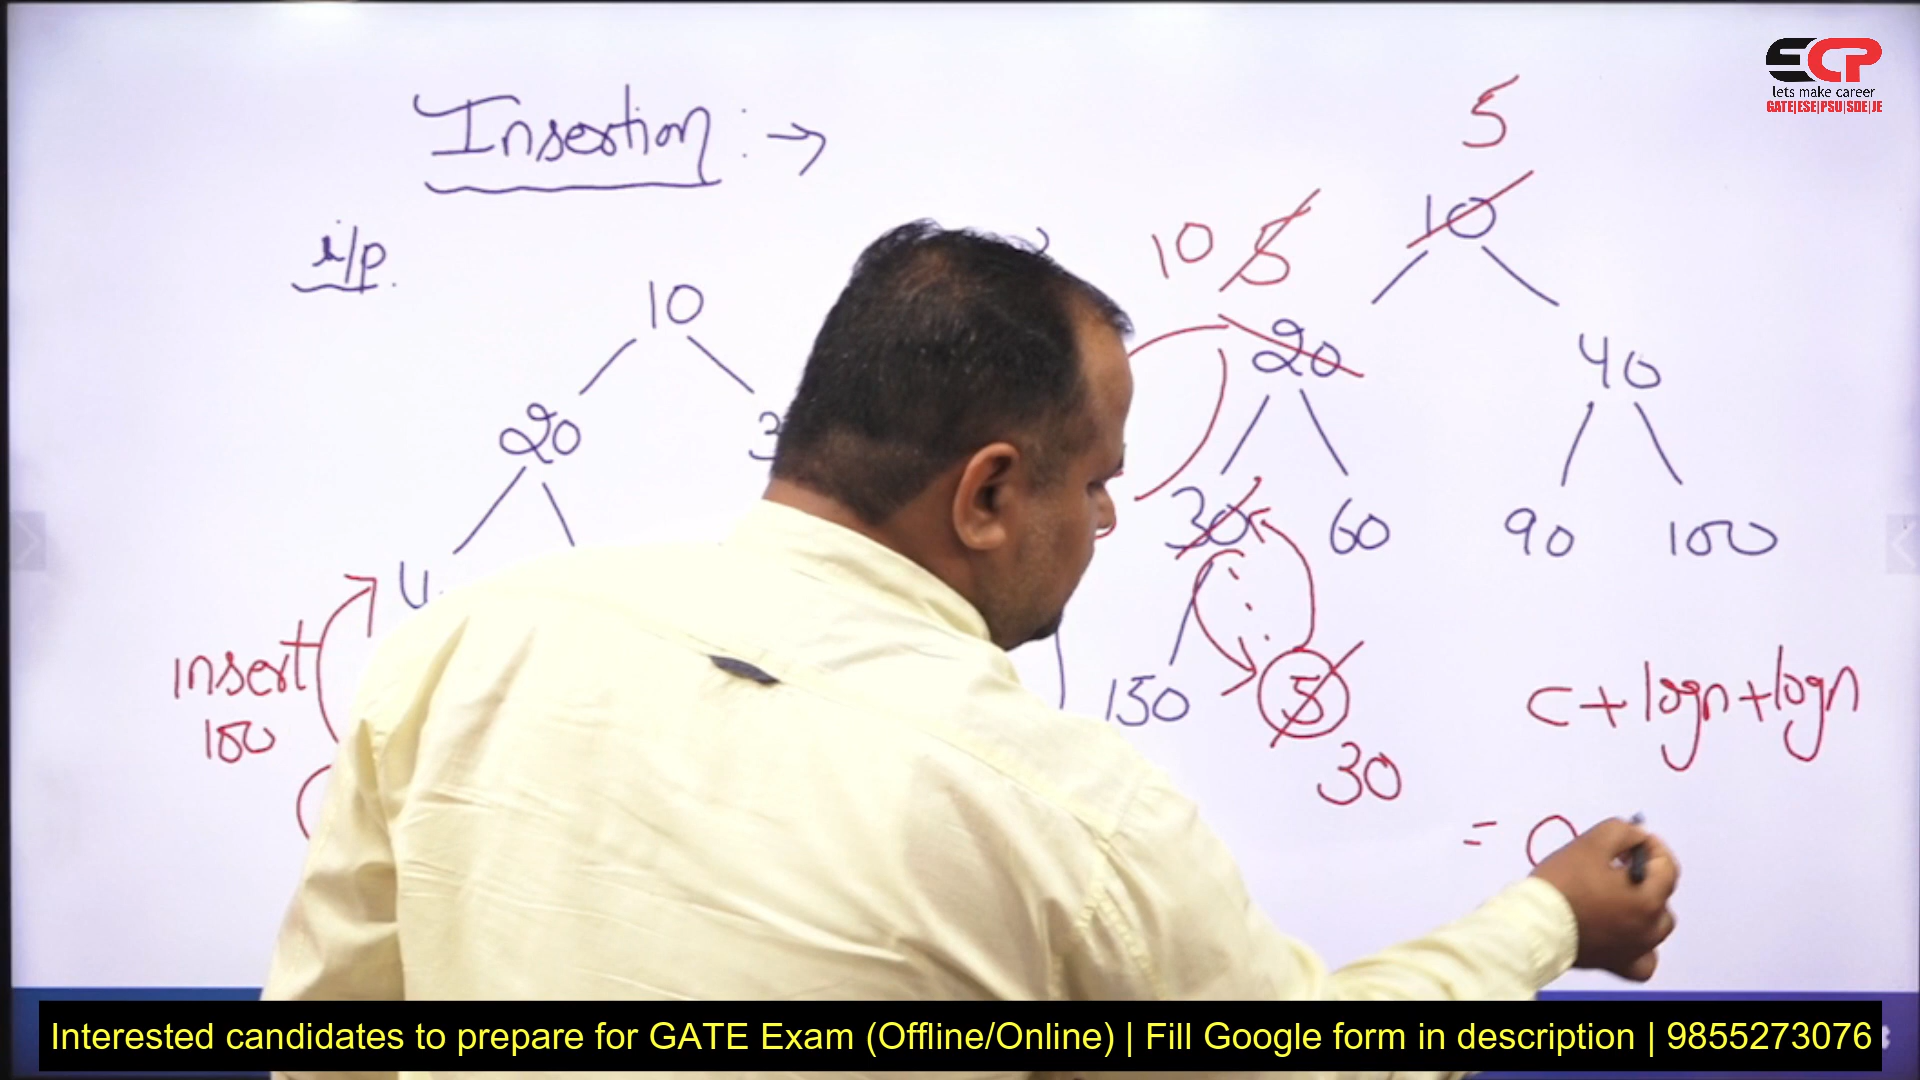 ECP
lets make career
GATE|ESE|PSU|SDE|JE
Insertion : →
i/p.
10
20
insert
100
5
10 5
10
20
40
30
60
90
100
150
5
30
C + logn + logn
= O
Interested candidates to prepare for GATE Exam (Offline/Online) | Fill Google form in description | 9855273076